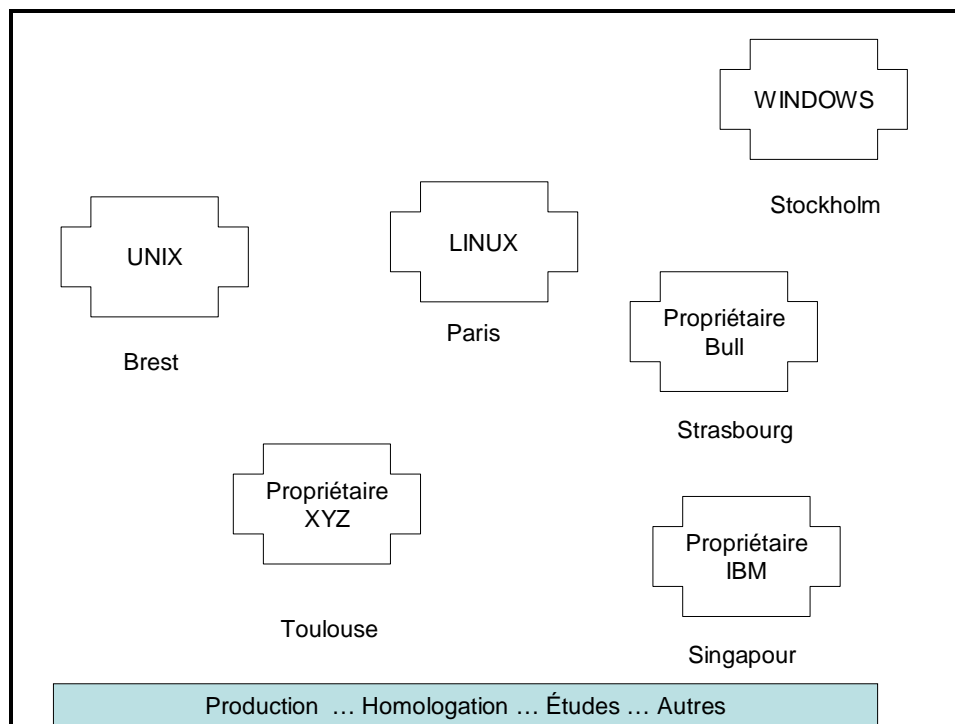 WINDOWS
Stockholm
UNIX
Brest
LINUX
Paris
Propriétaire
Bull
Strasbourg
Propriétaire
XYZ
Toulouse
Propriétaire
IBM
Singapour
Production … Homologation … Études … Autres